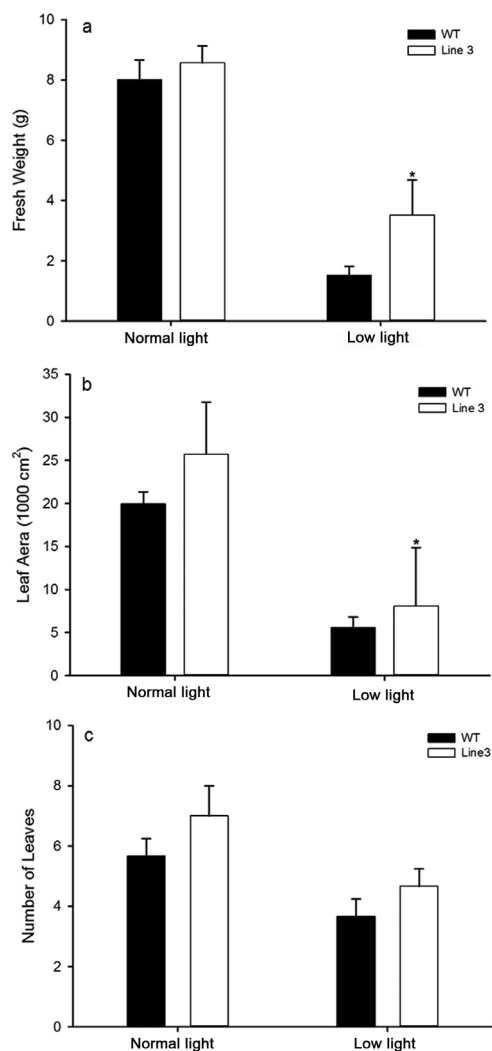 a
WT
Line 3
Fresh Weight (g)
10
8
6
4
2
0
*
Normal light
Low light
b
WT
Line 3
Leaf Aera (1000 cm²)
35
30
25
20
15
10
5
0
*
Normal light
Low light
c
WT
Line3
Number of Leaves
10
8
6
4
2
0
Normal light
Low light